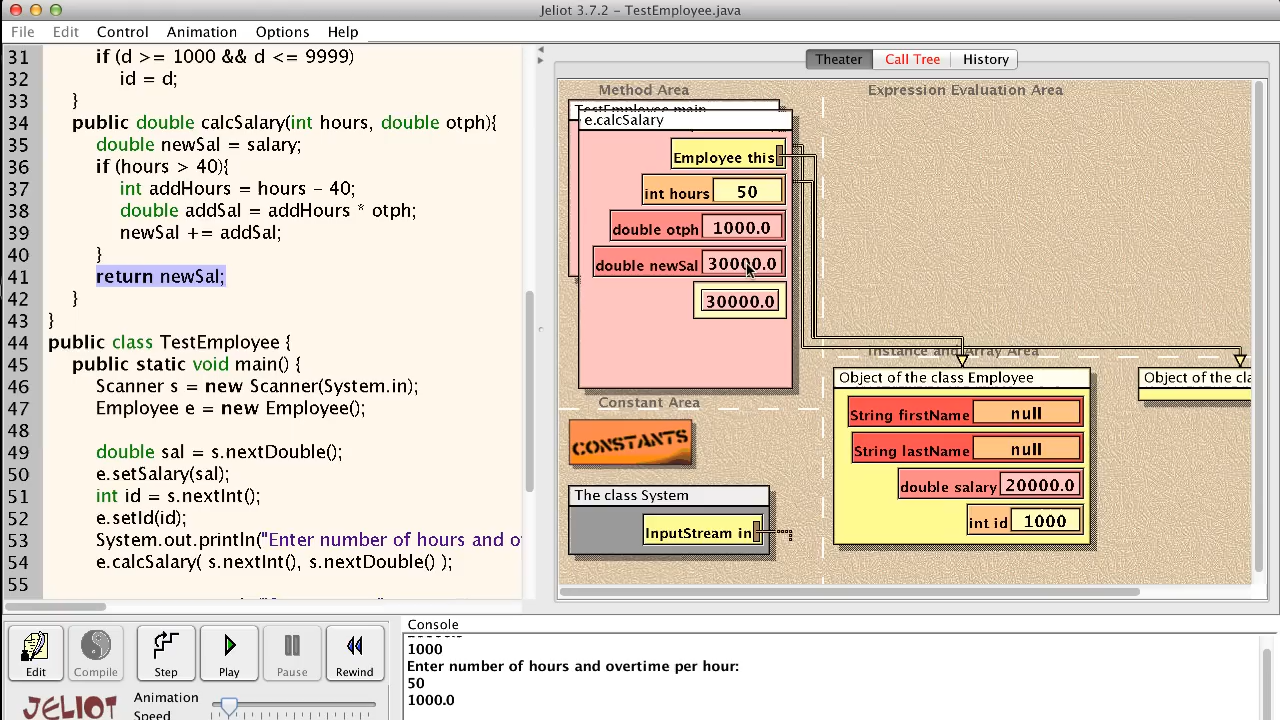 Jeliot 3.7.2 - TestEmployee.java
File Edit Control Animation Options Help
31 if (d >= 1000 && d <= 9999)
32 id = d;
33 }
34 public double calcSalary(int hours, double otph){
35 double newSal = salary;
36 if (hours > 40){
37 int addHours = hours - 40;
38 double addSal = addHours * otph;
39 newSal += addSal;
40 }
41 return newSal;
42 }
43 }
44 public class TestEmployee {
45 public static void main() {
46 Scanner s = new Scanner(System.in);
47 Employee e = new Employee();
48
49 double sal = s.nextDouble();
50 e.setSalary(sal);
51 int id = s.nextInt();
52 e.setId(id);
53 System.out.println("Enter number of hours and o
54 e.calcSalary( s.nextInt(), s.nextDouble() );
55
Theater Call Tree History
Method Area
TestEmployee.main
e.calcSalary
Employee this
int hours 50
double otph 1000.0
double newSal 30000.0
30000.0
Expression Evaluation Area
Constant Area
CONSTANTS
The class System
InputStream in
Instance and Array Area
Object of the class Employee
String firstName null
String lastName null
double salary 20000.0
int id 1000
Object of the cla
Edit Compile Step Play Pause Rewind
JELIOT
Animation Speed
Console
1000
Enter number of hours and overtime per hour:
50
1000.0